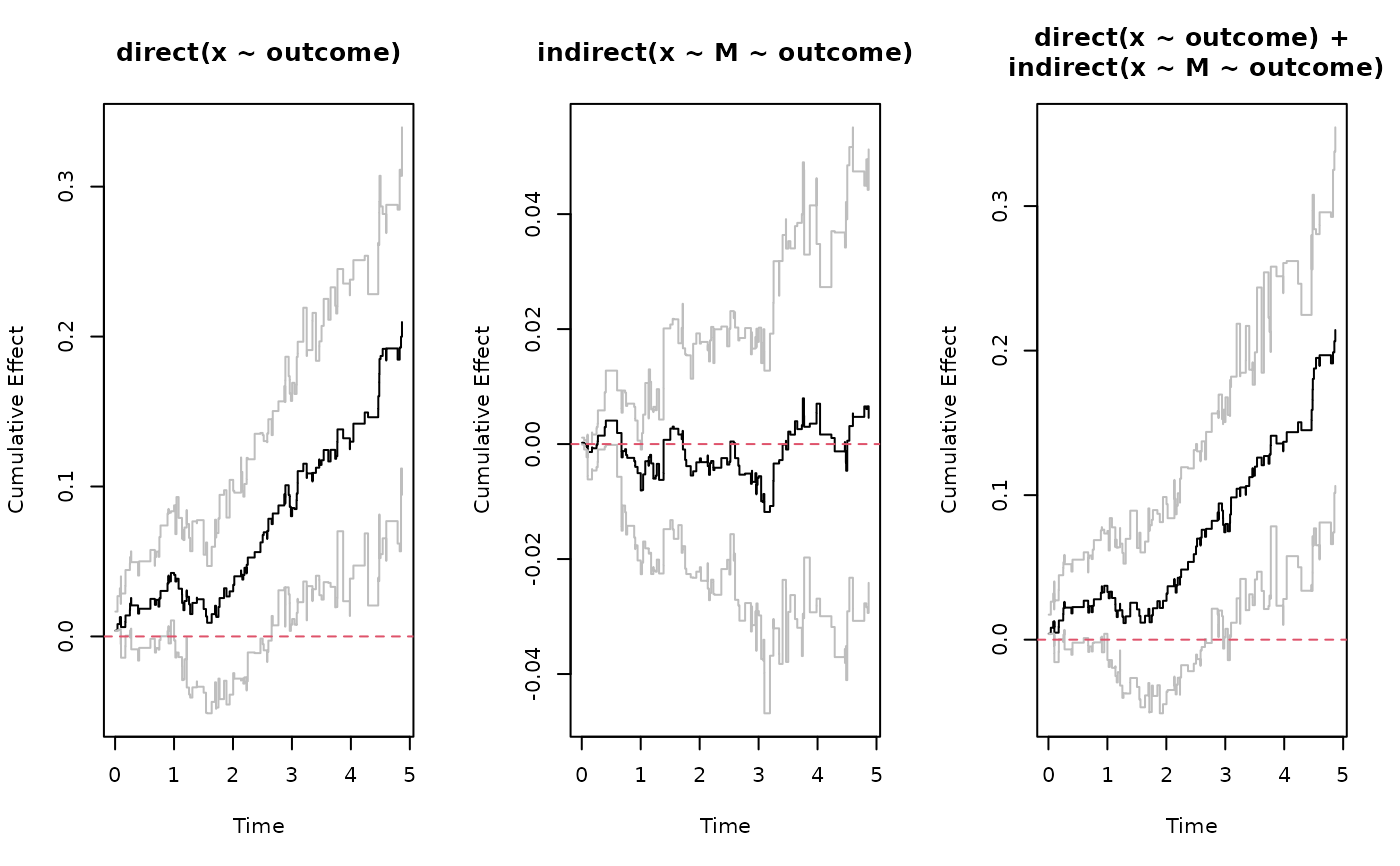 direct(x ~ outcome)
Cumulative Effect
0.3
0.2
0.1
0.0
0 1 2 3 4 5
Time
indirect(x ~ M ~ outcome)
Cumulative Effect
0.04
0.02
0.00
-0.02
-0.04
0 1 2 3 4 5
Time
direct(x ~ outcome) +
indirect(x ~ M ~ outcome)
Cumulative Effect
0.3
0.2
0.1
0.0
0 1 2 3 4 5
Time